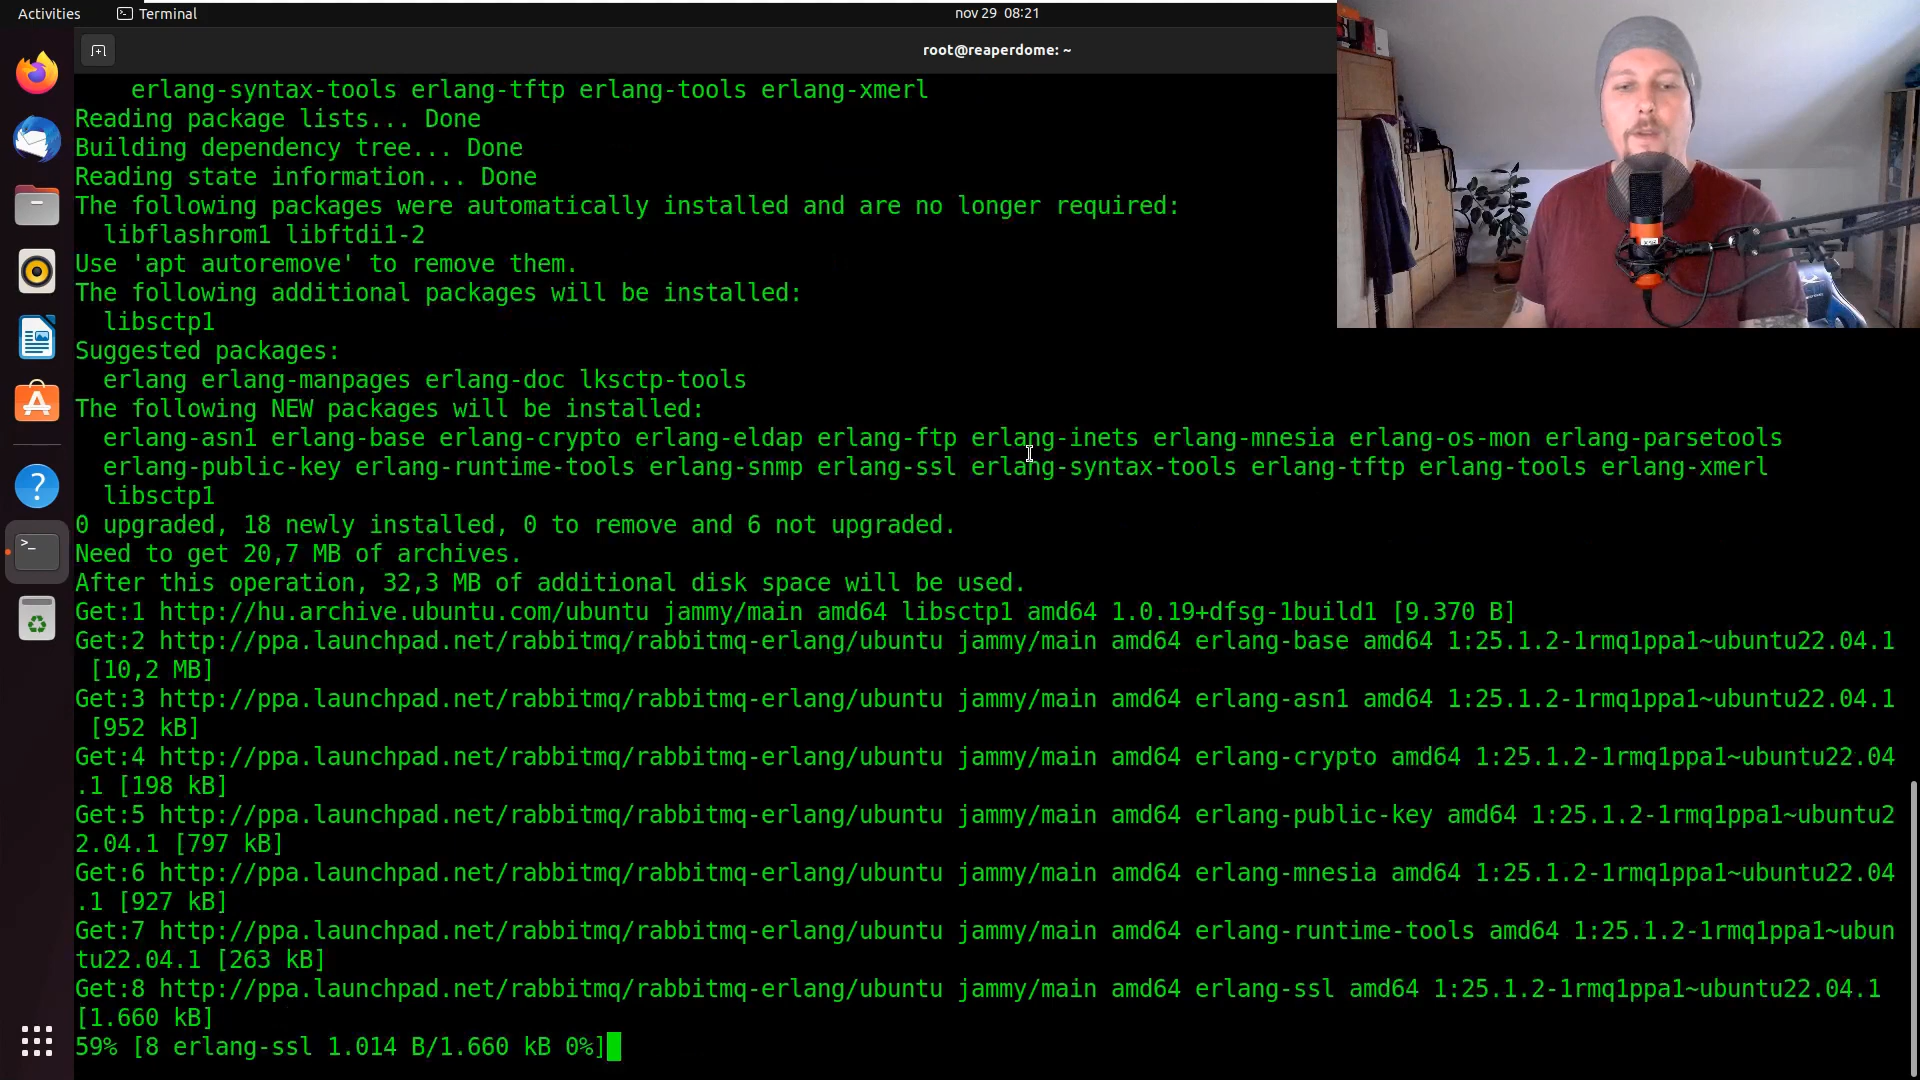 Activities
Terminal
nov 29 08:21
root@reaperdome: ~
erlang-syntax-tools erlang-tftp erlang-tools erlang-xmerl
Reading package lists... Done
Building dependency tree... Done
Reading state information... Done
The following packages were automatically installed and are no longer required:
libflashrom1 libftdi1-2
Use 'apt autoremove' to remove them.
The following additional packages will be installed:
libsctp1
Suggested packages:
erlang erlang-manpages erlang-doc lksctp-tools
The following NEW packages will be installed:
erlang-asn1 erlang-base erlang-crypto erlang-eldap erlang-ftp erlang-inets erlang-mnesia erlang-os-mon erlang-parsetools
erlang-public-key erlang-runtime-tools erlang-snmp erlang-ssl erlang-syntax-tools erlang-tftp erlang-tools erlang-xmerl
libsctp1
0 upgraded, 18 newly installed, 0 to remove and 6 not upgraded.
Need to get 20,7 MB of archives.
After this operation, 32,3 MB of additional disk space will be used.
Get:1 http://hu.archive.ubuntu.com/ubuntu jammy/main amd64 libsctp1 amd64 1.0.19+dfsg-1build1 [9.370 B]
Get:2 http://ppa.launchpad.net/rabbitmq/rabbitmq-erlang/ubuntu jammy/main amd64 erlang-base amd64 1:25.1.2-1rmq1ppa1~ubuntu22.04.1
[10,2 MB]
Get:3 http://ppa.launchpad.net/rabbitmq/rabbitmq-erlang/ubuntu jammy/main amd64 erlang-asn1 amd64 1:25.1.2-1rmq1ppa1~ubuntu22.04.1
[952 kB]
Get:4 http://ppa.launchpad.net/rabbitmq/rabbitmq-erlang/ubuntu jammy/main amd64 erlang-crypto amd64 1:25.1.2-1rmq1ppa1~ubuntu22.04
.1 [198 kB]
Get:5 http://ppa.launchpad.net/rabbitmq/rabbitmq-erlang/ubuntu jammy/main amd64 erlang-public-key amd64 1:25.1.2-1rmq1ppa1~ubuntu2
2.04.1 [797 kB]
Get:6 http://ppa.launchpad.net/rabbitmq/rabbitmq-erlang/ubuntu jammy/main amd64 erlang-mnesia amd64 1:25.1.2-1rmq1ppa1~ubuntu22.04
.1 [927 kB]
Get:7 http://ppa.launchpad.net/rabbitmq/rabbitmq-erlang/ubuntu jammy/main amd64 erlang-runtime-tools amd64 1:25.1.2-1rmq1ppa1~ubun
tu22.04.1 [263 kB]
Get:8 http://ppa.launchpad.net/rabbitmq/rabbitmq-erlang/ubuntu jammy/main amd64 erlang-ssl amd64 1:25.1.2-1rmq1ppa1~ubuntu22.04.1
[1.660 kB]
59% [8 erlang-ssl 1.014 B/1.660 kB 0%]